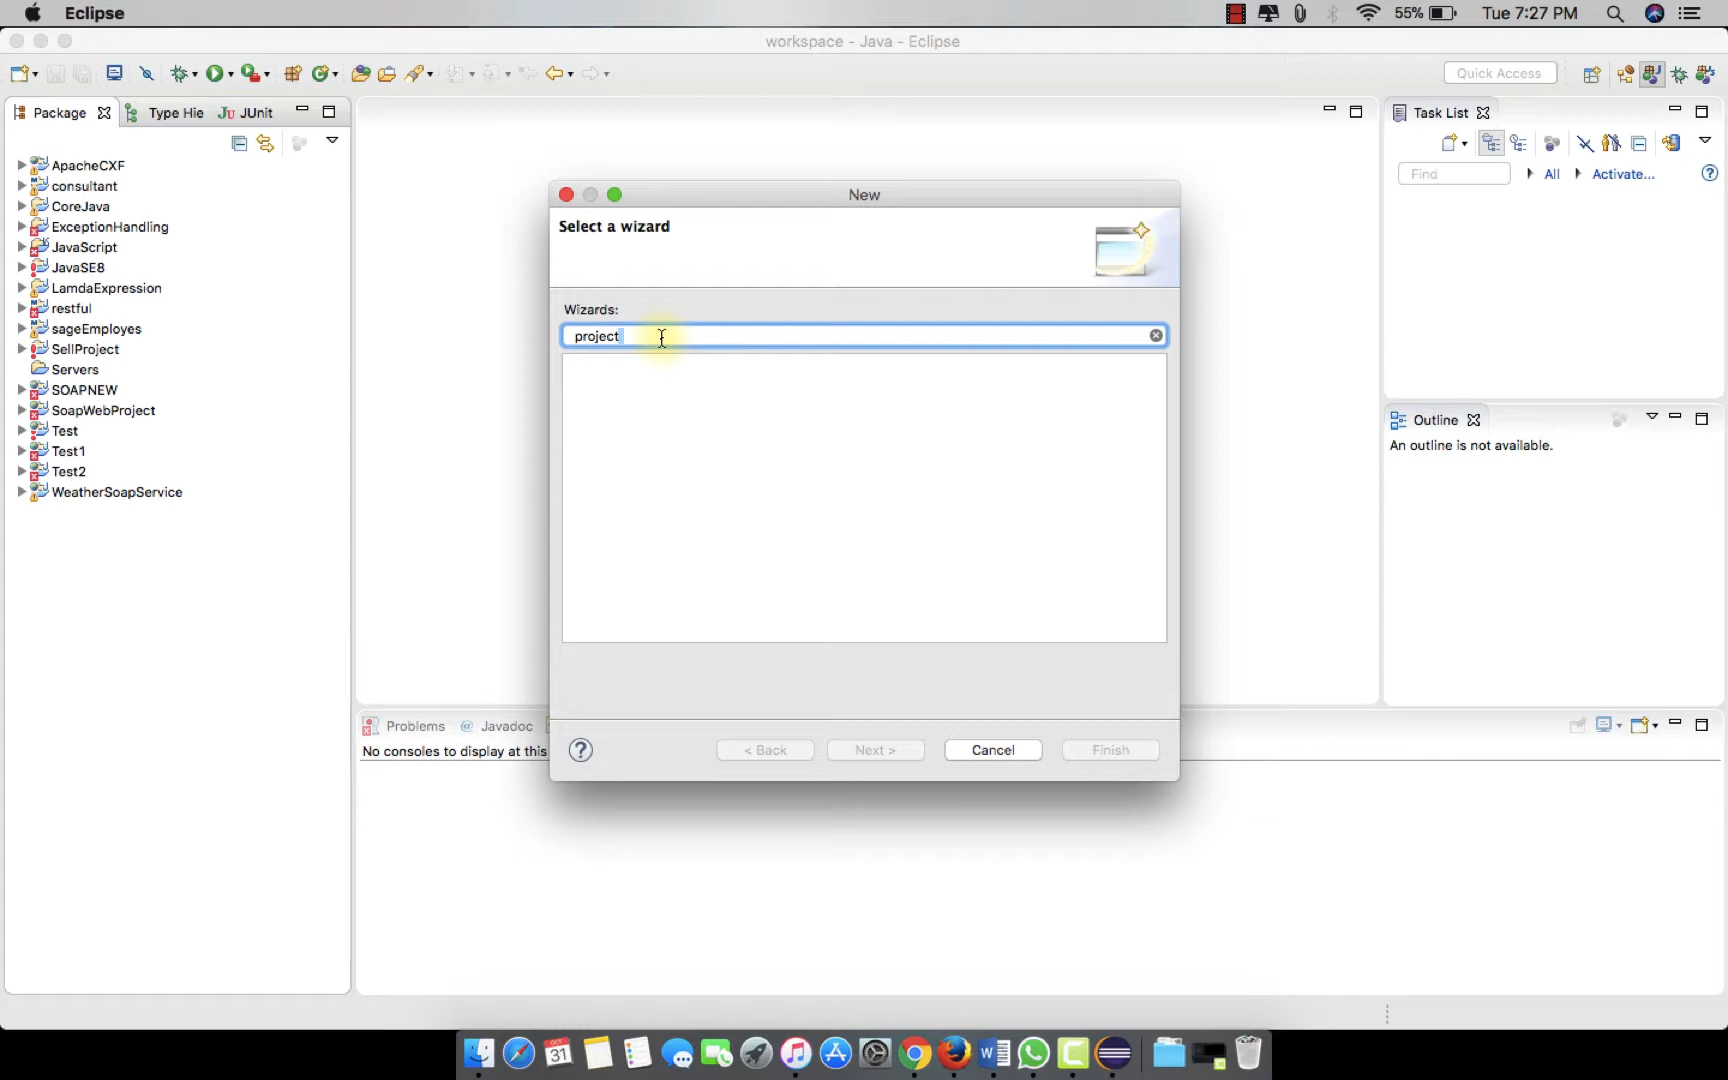 Eclipse
55%
Tue 7:27 PM
workspace - Java - Eclipse
Quick Access
Package
Type Hie
JUnit
ApacheCXF
consultant
CoreJava
ExceptionHandling
JavaScript
JavaSE8
LamdaExpression
restful
sageEmployes
SellProject
Servers
SOAPNEW
SoapWebProject
Test
Test1
Test2
WeatherSoapService
New
Select a wizard
Wizards:
project
< Back
Next >
Cancel
Finish
Task List
Find
All
Activate...
Outline
An outline is not available.
Problems
@ Javadoc
No consoles to display at this
OCT
31